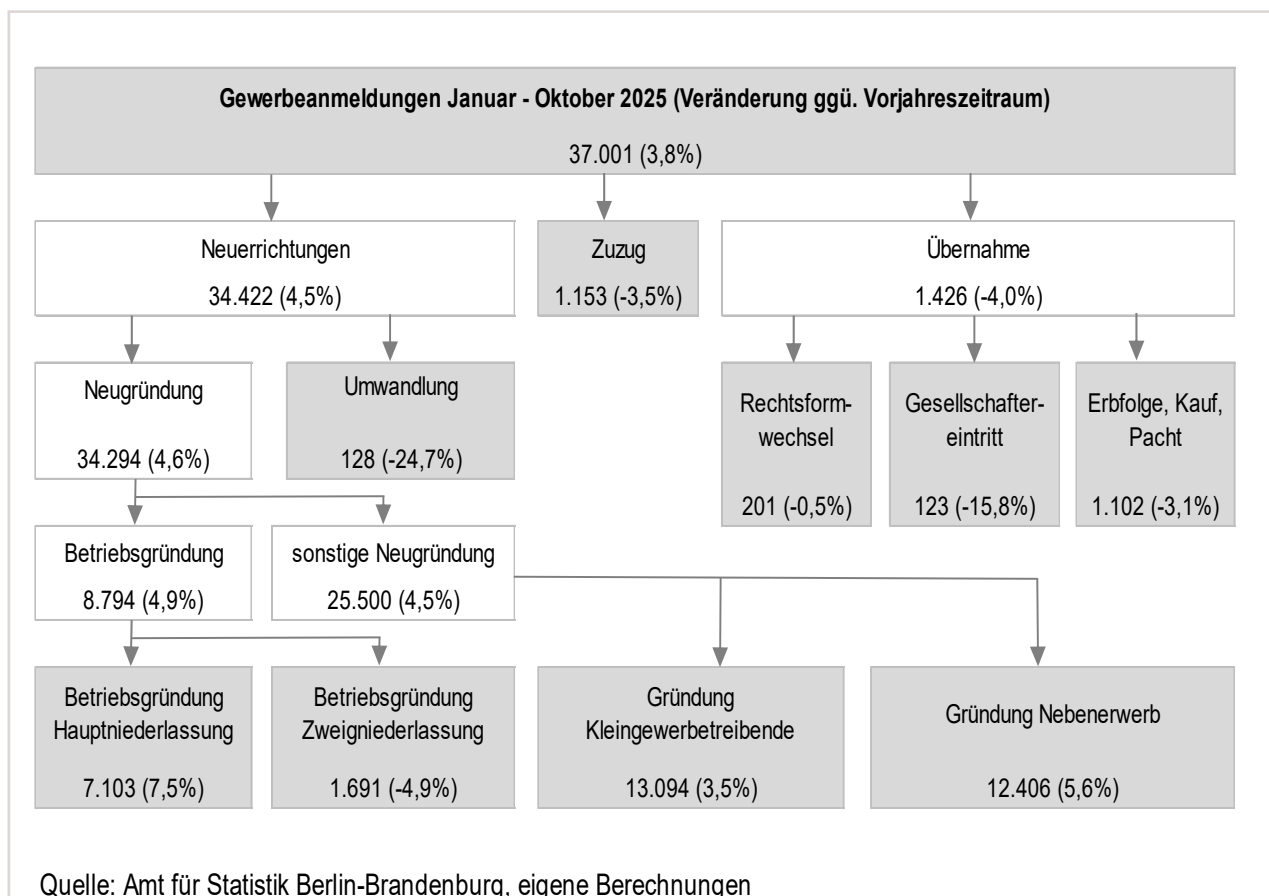 Gewerbeanmeldungen Januar - Oktober 2025 (Veränderung ggü. Vorjahreszeitraum)
37.001 (3,8%)
Neuerrichtungen
34.422 (4,5%)
Zuzug
1.153 (-3,5%)
Übernahme
1.426 (-4,0%)
Neugründung
34.294 (4,6%)
Umwandlung
128 (-24,7%)
Rechtsform-
wechsel
201 (-0,5%)
Gesellschafter-
eintritt
123 (-15,8%)
Erbfolge, Kauf,
Pacht
1.102 (-3,1%)
Betriebsgründung
8.794 (4,9%)
sonstige Neugründung
25.500 (4,5%)
Betriebsgründung
Hauptniederlassung
7.103 (7,5%)
Betriebsgründung
Zweigniederlassung
1.691 (-4,9%)
Gründung
Kleingewerbetreibende
13.094 (3,5%)
Gründung Nebenerwerb
12.406 (5,6%)
Quelle: Amt für Statistik Berlin-Brandenburg, eigene Berechnungen